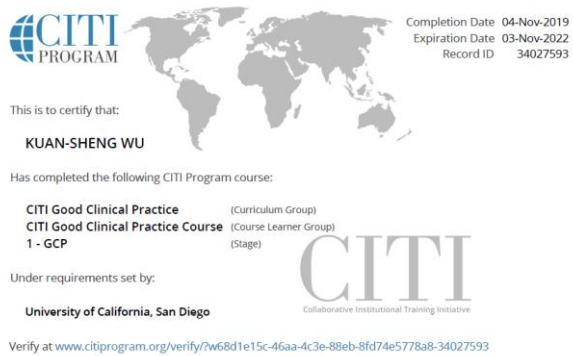 CITI
PROGRAM
Completion Date 04-Nov-2019
Expiration Date 03-Nov-2022
Record ID 34027593
This is to certify that:
KUAN-SHENG WU
Has completed the following CITI Program course:
CITI Good Clinical Practice (Curriculum Group)
CITI Good Clinical Practice Course (Course Learner Group)
1 - GCP (Stage)
Under requirements set by:
CITI
Collaborative Institutional Training Initiative
University of California, San Diego
Verify at www.citiprogram.org/verify/?w68d1e15c-46aa-4c3e-88eb-8fd74e5778a8-34027593